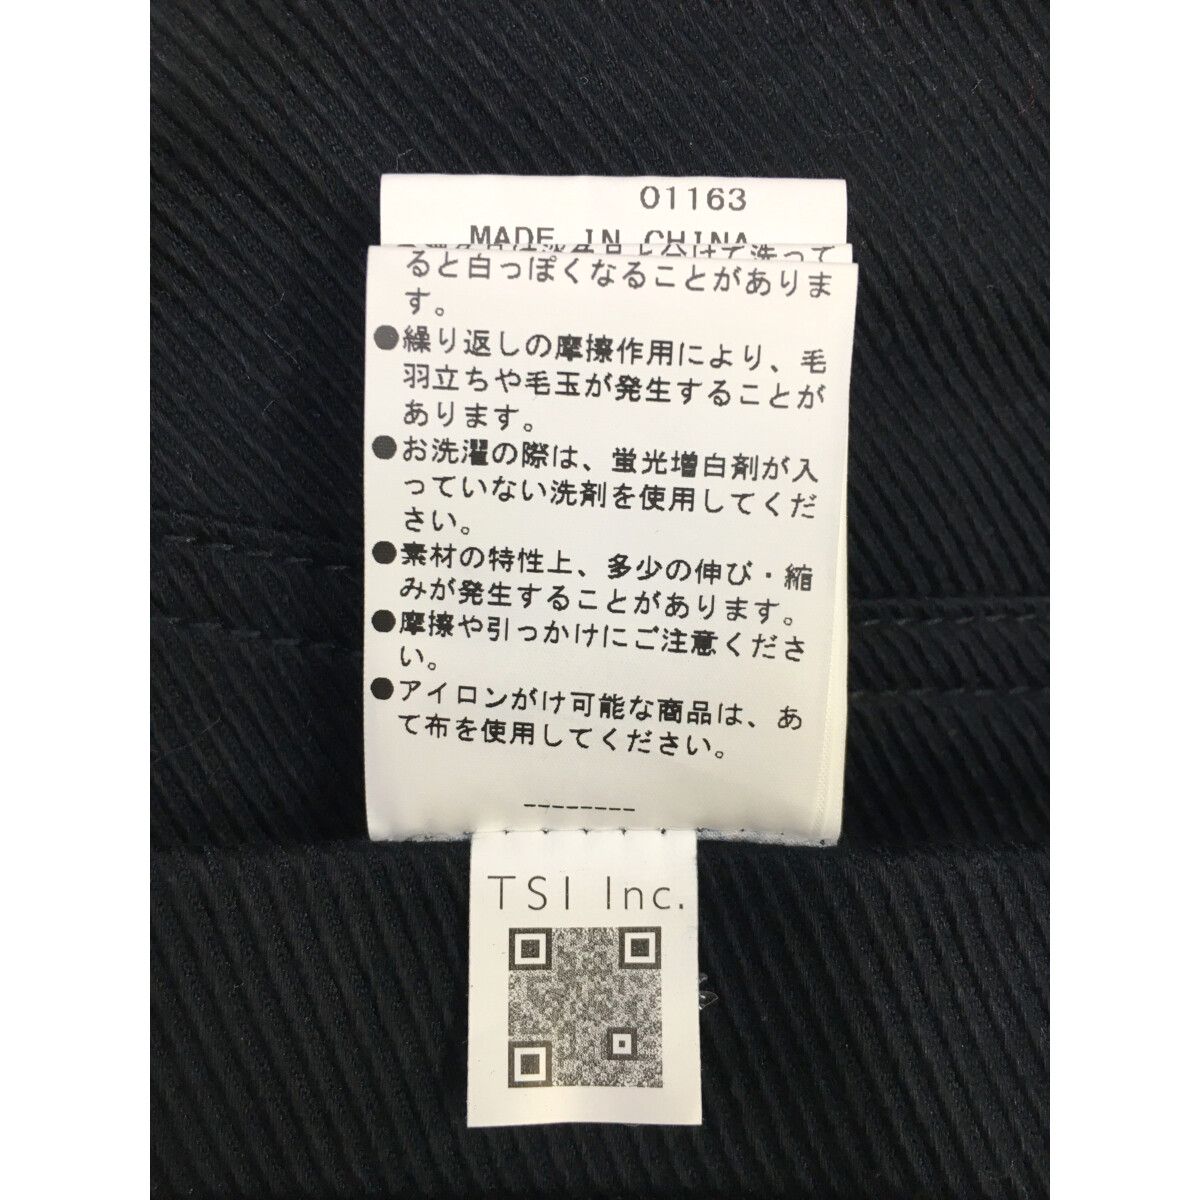 01163
MADE IN CHINA
ると白っぽくなることがありま
す。
●繰り返しの摩擦作用により、毛
羽立ちや毛玉が発生することが
あります。
●お洗濯の際は、蛍光増白剤が入
っていない洗剤を使用してくだ
さい。
●素材の特性上、多少の伸び・縮
みが発生することがあります。
●摩擦や引っかけにご注意くださ
い。
●アイロンがけ可能な商品は、あ
て布を使用してください。
--------
TSI Inc.